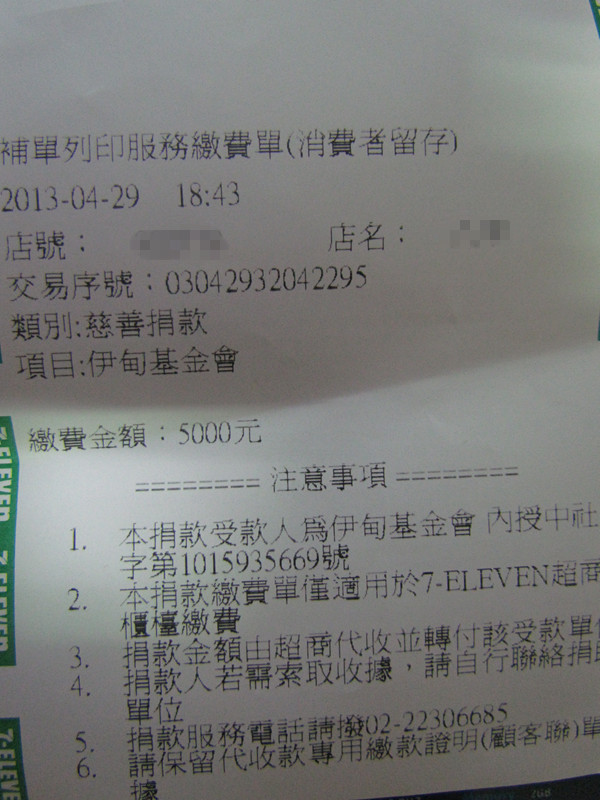 補單列印服務繳費單(消費者留存)
2013-04-29 18:43
店號： 店名：
交易序號：03042932042295
類別:慈善捐款
項目:伊甸基金會
繳費金額：5000元
======== 注意事項 ========
1. 本捐款受款人爲伊甸基金會 內授中社
字第1015935669號
2. 本捐款繳費單僅適用於7-ELEVEN超商
櫃檯繳費
3. 捐款金額由超商代收並轉付該受款單
4. 捐款人若需索取收據，請自行聯絡捐
單位
5. 捐款服務電話請撥02-22306685
6. 請保留代收款專用繳款證明(顧客聯)單
據
7-ELEVEN
7-ELEVEN
7-ELEVE